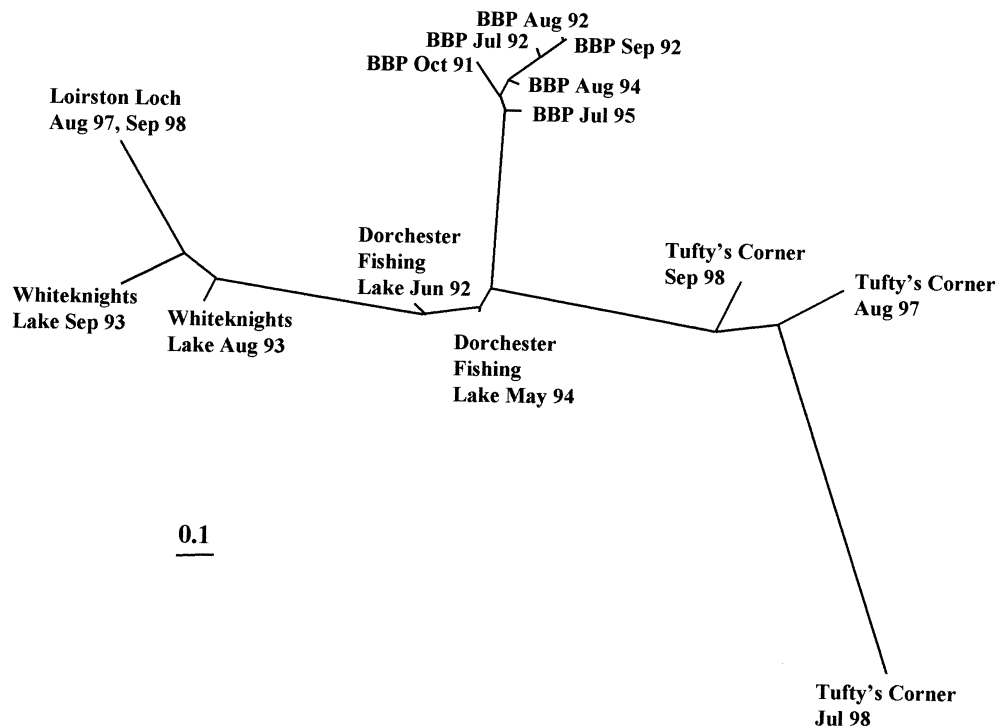 BBP Aug 92
BBP Jul 92
BBP Sep 92
BBP Oct 91
BBP Aug 94
BBP Jul 95
Loirston Loch
Aug 97, Sep 98
Dorchester
Fishing
Lake Jun 92
Tufty's Corner
Sep 98
Tufty's Corner
Aug 97
Whiteknights
Lake Sep 93
Whiteknights
Lake Aug 93
Dorchester
Fishing
Lake May 94
0.1
Tufty's Corner
Jul 98